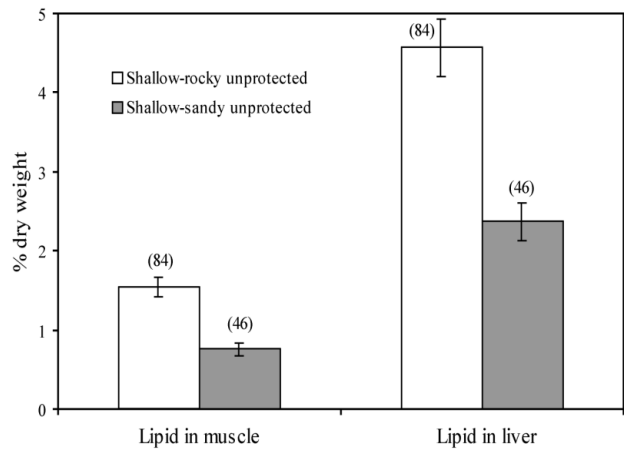 5
(84)
Shallow-rocky unprotected
4
Shallow-sandy unprotected
% dry weight
3
(46)
2
(84)
(46)
1
0
Lipid in muscle
Lipid in liver